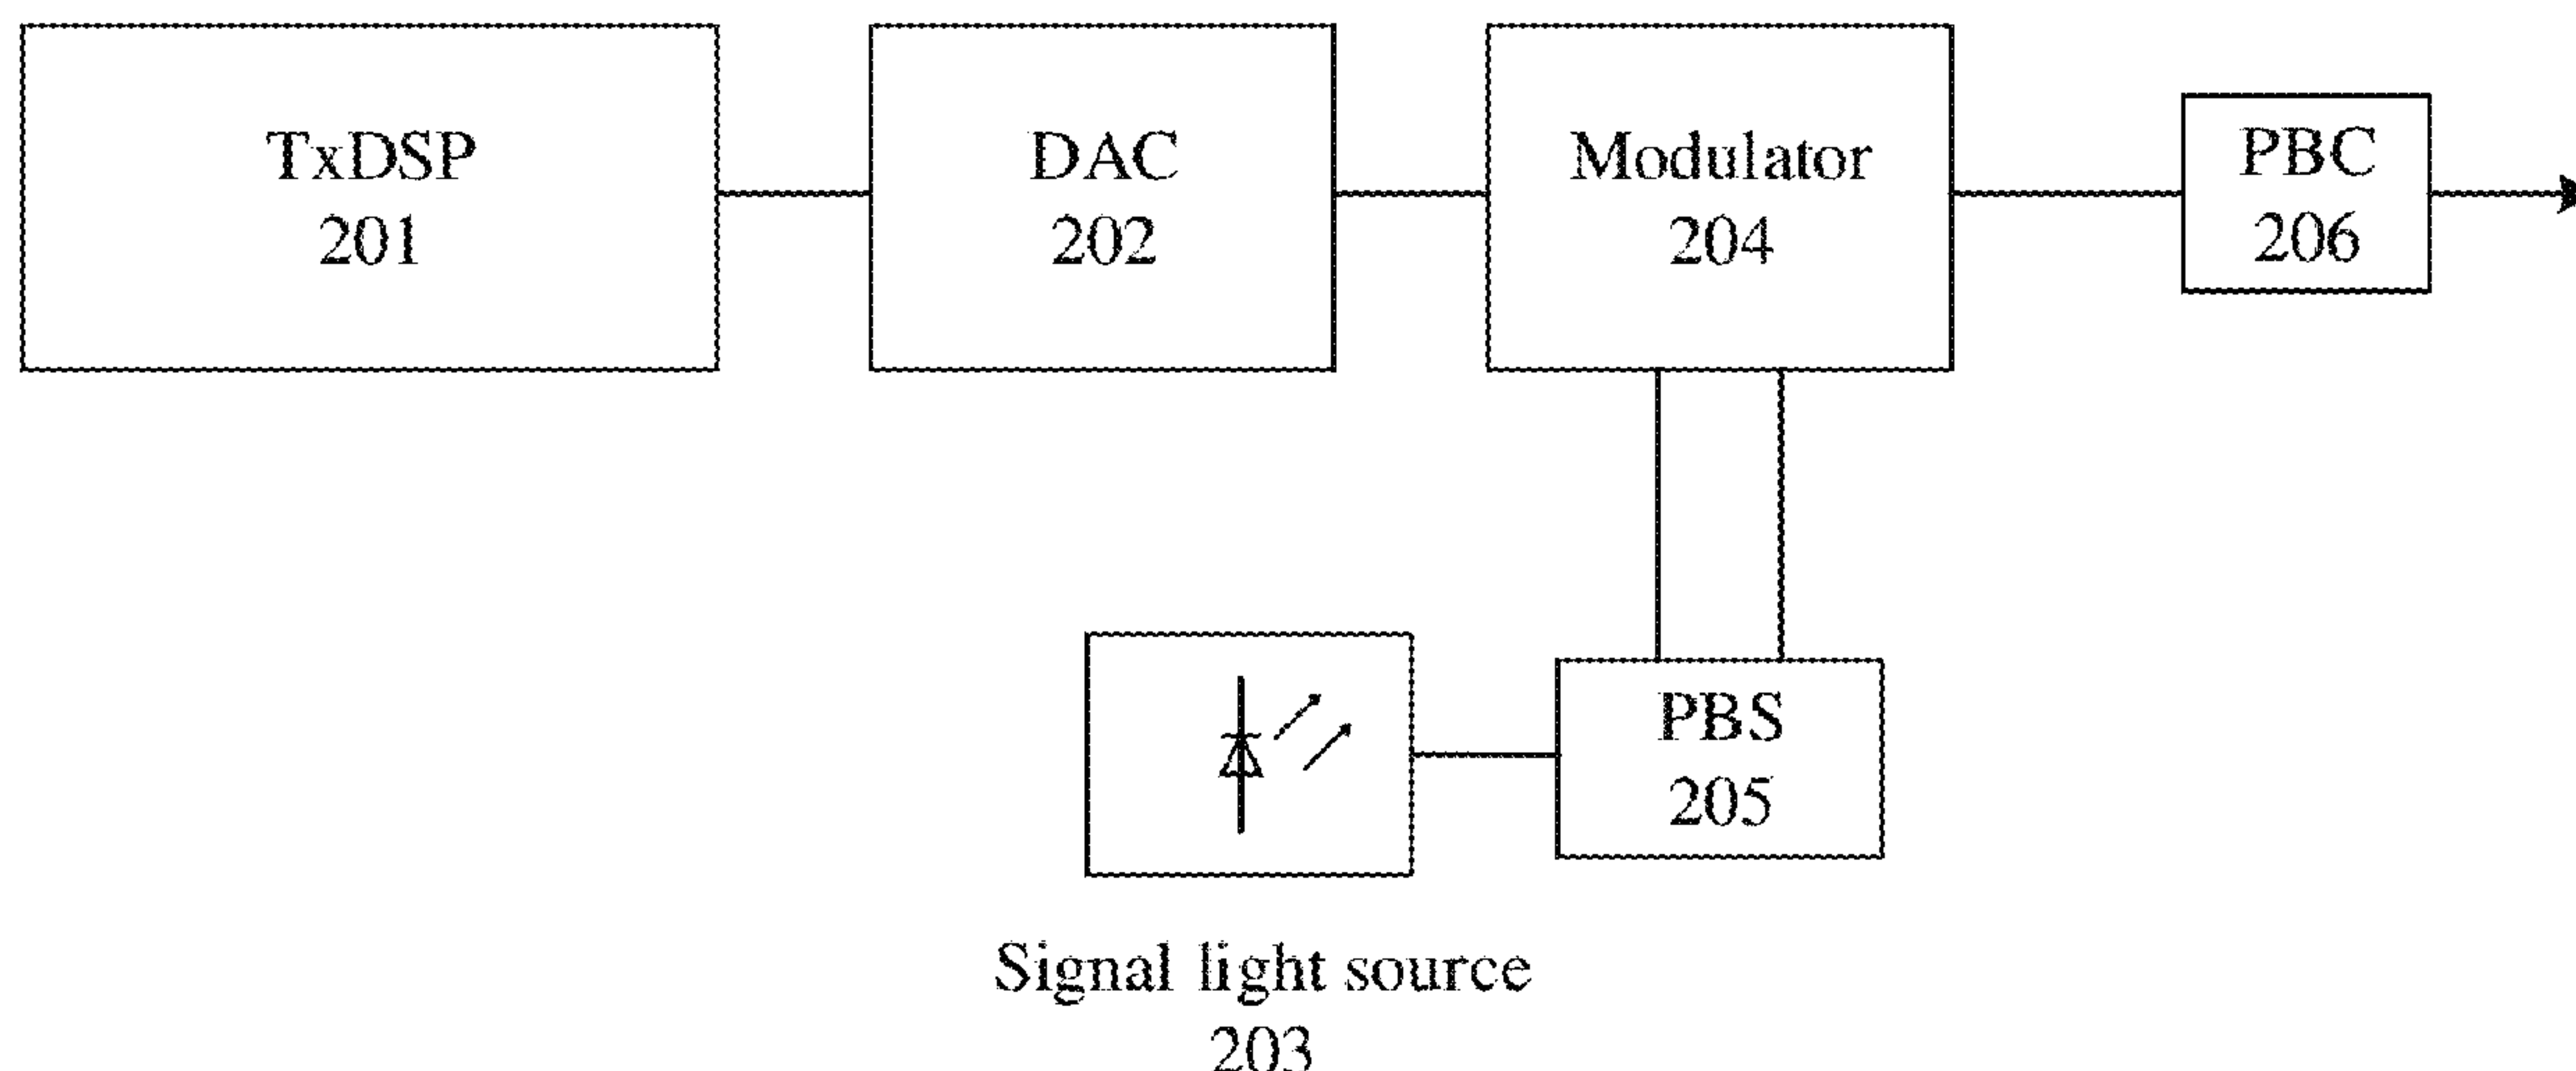 TxDSP
201
DAC
202
Modulator
204
PBC
206
PBS
205
Signal light source
203